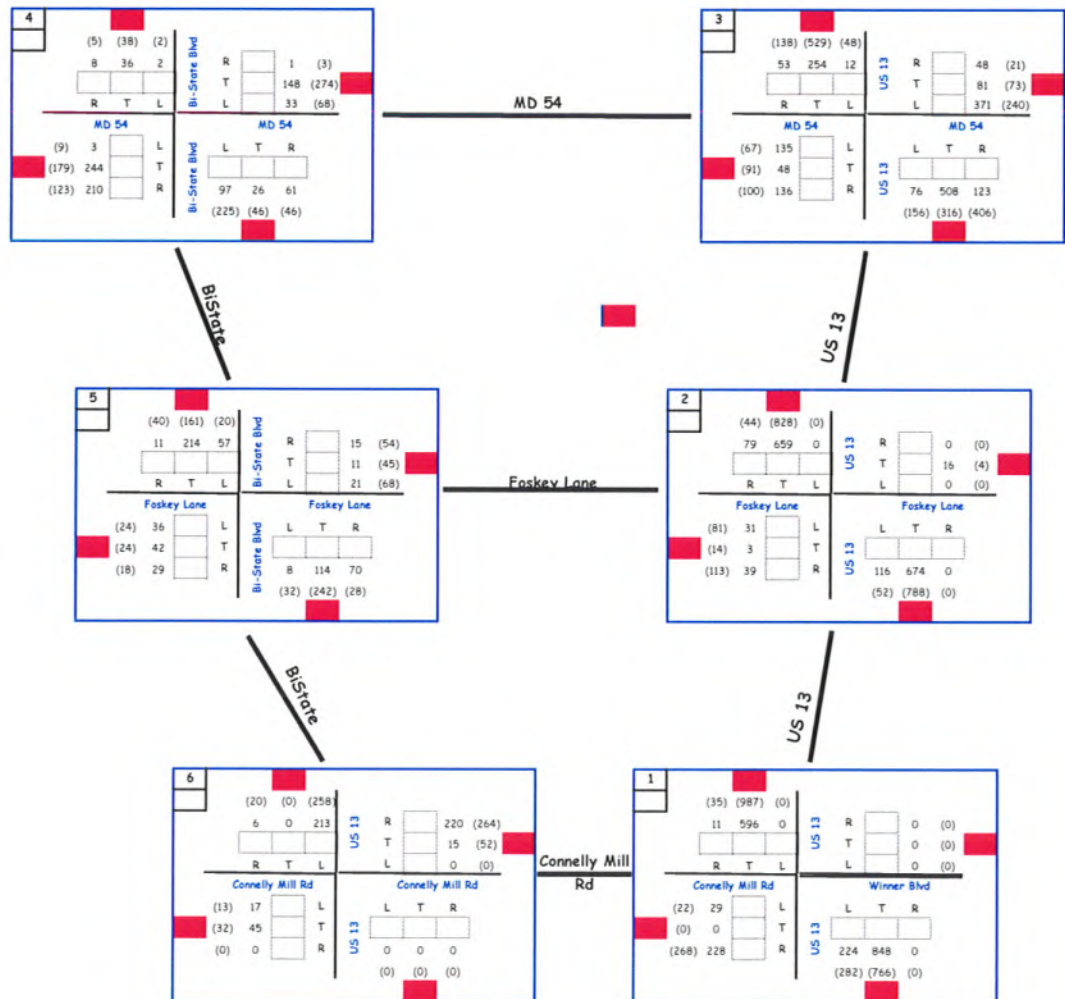 4
(5) (38) (2)
8 36 2
R T L
Bi-State Blvd
R 1 (3)
T 148 (274)
L 33 (68)
MD 54
MD 54
(9) 3 L
(179) 244 T
(123) 210 R
Bi-State Blvd
L T R
97 26 61
(225) (46) (46)
MD 54
3
(138) (529) (48)
53 254 12
R T L
US 13
R 48 (21)
T 81 (73)
L 371 (240)
MD 54
MD 54
(67) 135 L
(91) 48 T
(100) 136 R
US 13
L T R
76 508 123
(156) (316) (406)
BiState
US 13
5
(40) (161) (20)
11 214 57
R T L
Bi-State Blvd
R 15 (54)
T 11 (45)
L 21 (68)
Foskey Lane
Foskey Lane
(24) 36 L
(24) 42 T
(18) 29 R
Bi-State Blvd
L T R
8 114 70
(32) (242) (28)
Foskey Lane
2
(44) (828) (0)
79 659 0
R T L
US 13
R 0 (0)
T 16 (4)
L 0 (0)
Foskey Lane
Foskey Lane
(81) 31 L
(14) 3 T
(113) 39 R
US 13
L T R
116 674 0
(52) (788) (0)
BiState
US 13
6
(20) (0) (258)
6 0 213
R T L
US 13
R 220 (264)
T 15 (52)
L 0 (0)
Connelly Mill Rd
Connelly Mill Rd
(13) 17 L
(32) 45 T
(0) 0 R
US 13
L T R
0 0 0
(0) (0) (0)
Connelly Mill
Rd
1
(35) (987) (0)
11 596 0
R T L
US 13
R 0 (0)
T 0 (0)
L 0 (0)
Connelly Mill Rd
Winner Blvd
(22) 29 L
(0) 0 T
(268) 228 R
US 13
L T R
224 848 0
(282) (766) (0)